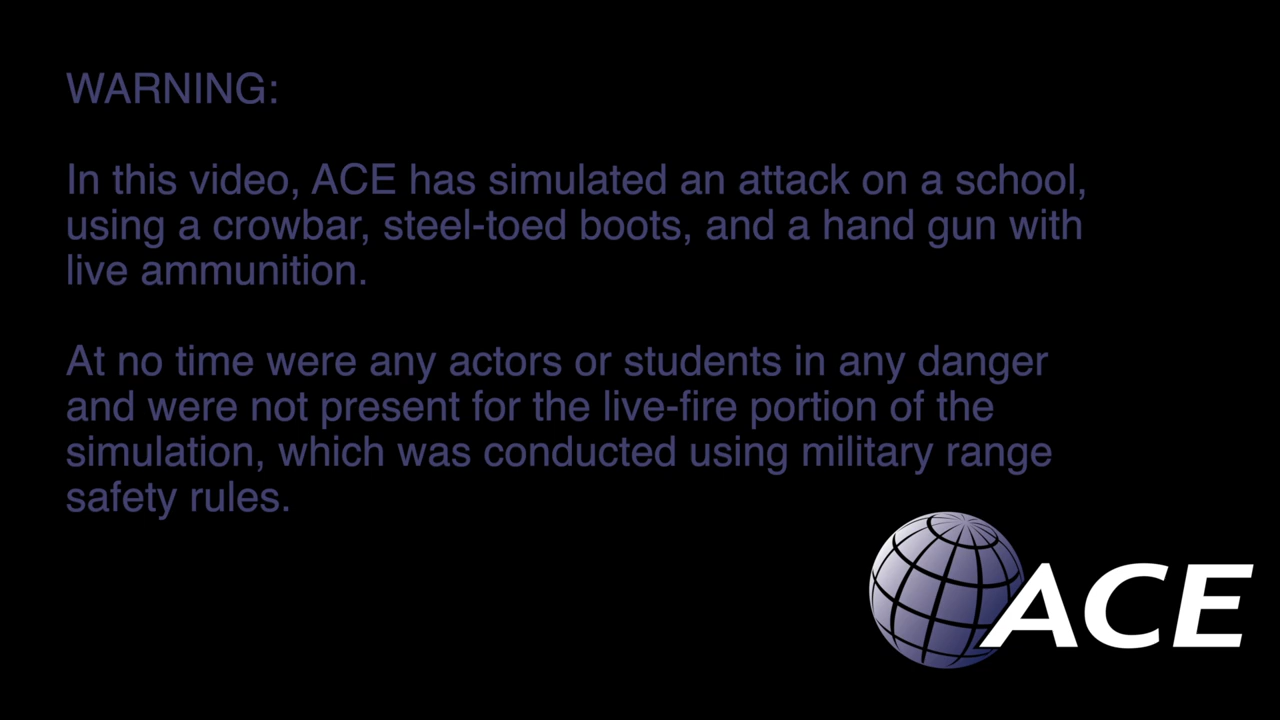 WARNING:
In this video, ACE has simulated an attack on a school,
using a crowbar, steel-toed boots, and a hand gun with
live ammunition.
At no time were any actors or students in any danger
and were not present for the live-fire portion of the
simulation, which was conducted using military range
safety rules.
ACE